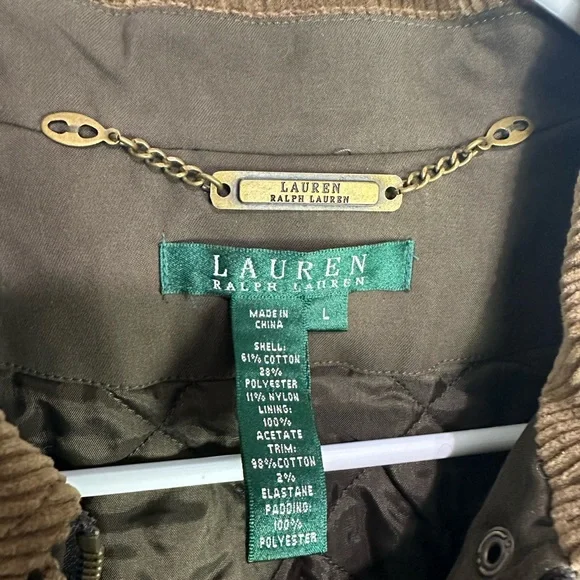 LAUREN
RALPH LAUREN
LAUREN
RALPH LAUREN
MADE IN
CHINA
L
SHELL:
61% COTTON
28%
POLYESTER
11% NYLON
LINING:
100%
ACETATE
TRIM:
98% COTTON
2%
ELASTANE
PADDING:
100%
POLYESTER